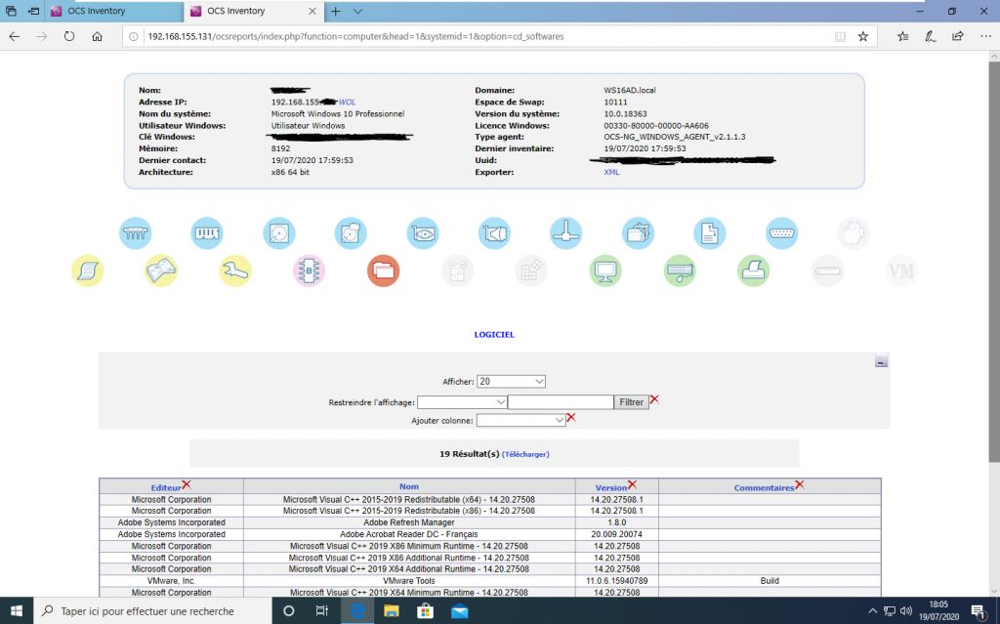 OCS Inventory
OCS Inventory
192.168.155.131/ocsreports/index.php?function=computer&head=1&systemid=1&option=cd_softwares
Nom:
Domaine: WS16AD.local
Adresse IP: 192.168.155. WOL
Espace de Swap: 10111
Nom du système: Microsoft Windows 10 Professionnel
Version du système: 10.0.18363
Utilisateur Windows: Utilisateur Windows
Licence Windows: 00330-80000-00000-AA606
Clé Windows:
Type agent: OCS-NG_WINDOWS_AGENT_v2.1.1.3
Mémoire: 8192
Dernier inventaire: 19/07/2020 17:59:53
Dernier contact: 19/07/2020 17:59:53
Uuid:
Architecture: x86 64 bit
Exporter: XML
B
VM
LOGICIEL
Afficher: 20
Restreindre l'affichage: Filtrer
Ajouter colonne:
19 Résultat(s) (Télécharger)
Editeur Nom Version Commentaires
Microsoft Corporation Microsoft Visual C++ 2015-2019 Redistributable (x64) - 14.20.27508 14.20.27508.1
Microsoft Corporation Microsoft Visual C++ 2015-2019 Redistributable (x86) - 14.20.27508 14.20.27508.1
Adobe Systems Incorporated Adobe Refresh Manager 1.8.0
Adobe Systems Incorporated Adobe Acrobat Reader DC - Français 20.009.20074
Microsoft Corporation Microsoft Visual C++ 2019 X86 Minimum Runtime - 14.20.27508 14.20.27508
Microsoft Corporation Microsoft Visual C++ 2019 X86 Additional Runtime - 14.20.27508 14.20.27508
Microsoft Corporation Microsoft Visual C++ 2019 X64 Additional Runtime - 14.20.27508 14.20.27508
VMware, Inc. VMware Tools 11.0.6.15940789 Build
Microsoft Corporation Microsoft Visual C++ 2019 X64 Minimum Runtime - 14.20.27508 14.20.27508
Taper ici pour effectuer une recherche
18:05
19/07/2020
1